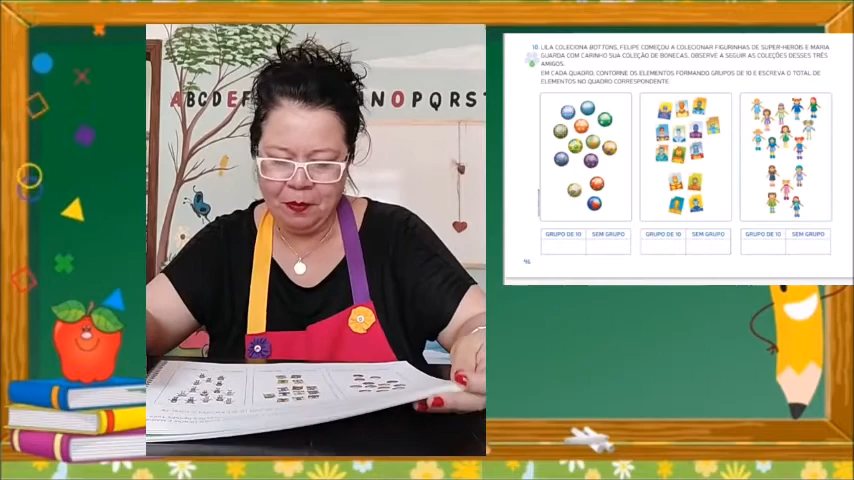 ABCDEF
NOPQRST
18. LILA COLECIONA BOTTONS, FELIPE COMEÇOU A COLECIONAR FIGURINHAS DE SUPER-HERÓIS E MARIA
GUARDA COM CARINHO SUA COLEÇÃO DE BONECAS. OBSERVE A SEGUIR AS COLEÇÕES DESSES TRÊS
AMIGOS.
EM CADA QUADRO, CONTORNE OS ELEMENTOS FORMANDO GRUPOS DE 10 E ESCREVA O TOTAL DE
ELEMENTOS NO QUADRO CORRESPONDENTE.
GRUPO DE 10 SEM GRUPO GRUPO DE 10 SEM GRUPO GRUPO DE 10 SEM GRUPO